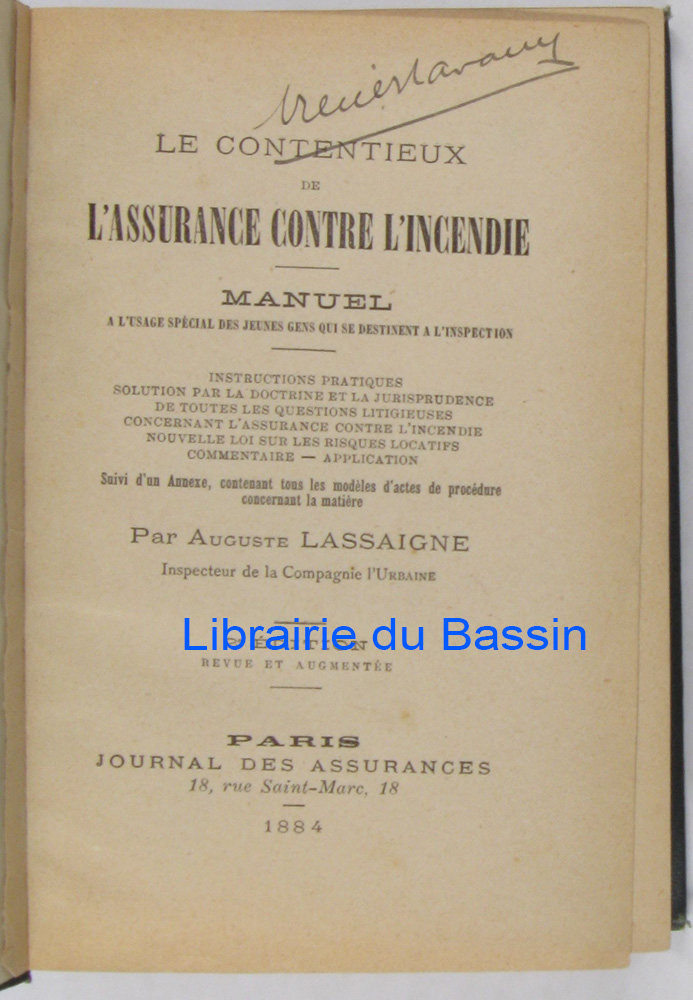 LE CONTENTIEUX
DE
L'ASSURANCE CONTRE L'INCENDIE
MANUEL
A L'USAGE SPÉCIAL DES JEUNES GENS QUI SE DESTINENT A L'INSPECTION
INSTRUCTIONS PRATIQUES
SOLUTION PAR LA DOCTRINE ET LA JURISPRUDENCE
DE TOUTES LES QUESTIONS LITIGIEUSES
CONCERNANT L'ASSURANCE CONTRE L'INCENDIE
NOUVELLE LOI SUR LES RISQUES LOCATIFS
COMMENTAIRE — APPLICATION
Suivi d'un Annexe, contenant tous les modèles d'actes de procédure
concernant la matière
Par AUGUSTE LASSAIGNE
Inspecteur de la Compagnie l'URBAINE
Librairie du Bassin
ÉDITION
REVUE ET AUGMENTÉE
PARIS
JOURNAL DES ASSURANCES
18, rue Saint-Marc, 18
1884